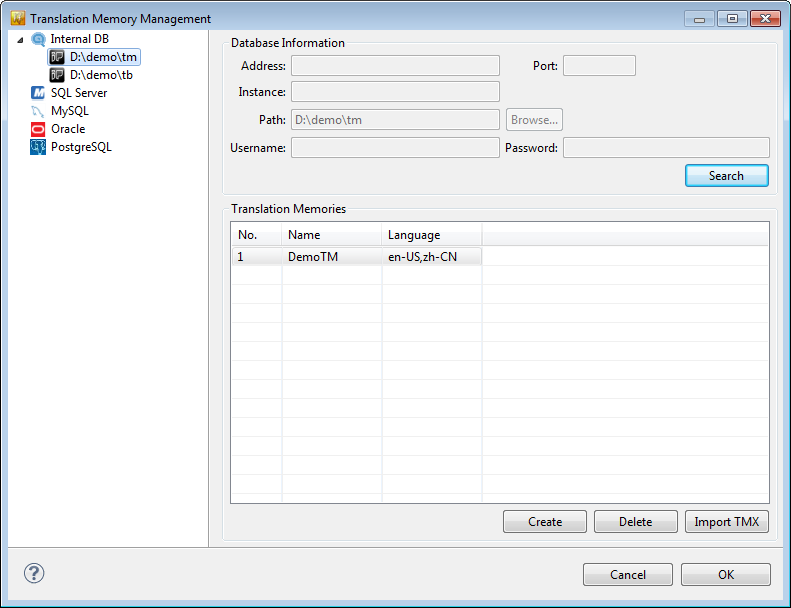 Translation Memory Management
Internal DB
D:\demo\tm
D:\demo\tb
SQL Server
MySQL
Oracle
PostgreSQL
Database Information
Address: Port:
Instance:
Path: D:\demo\tm Browse...
Username: Password:
Search
Translation Memories
No. Name Language
1 DemoTM en-US,zh-CN
Create Delete Import TMX
? Cancel OK